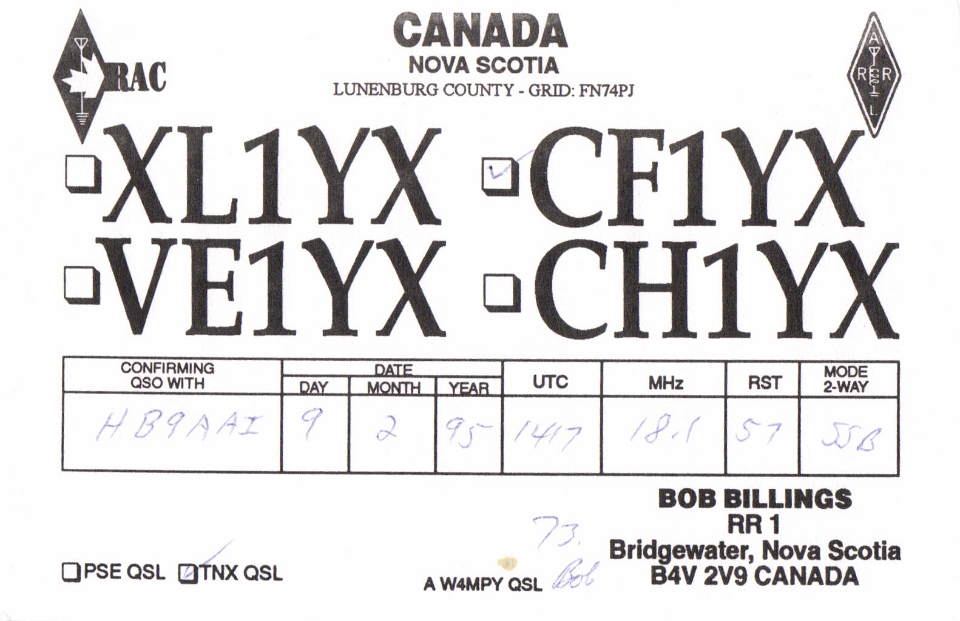 CANADA
NOVA SCOTIA
LUNENBURG COUNTY - GRID: FN74PJ
RAC
A
R R
L
XL1YX
CF1YX
VE1YX
CH1YX
CONFIRMING QSO WITH
DATE
DAY MONTH YEAR
UTC
MHz
RST
MODE 2-WAY
HB9AAI 9 2 95 1417 18.1 57 SSB
BOB BILLINGS
RR 1
Bridgewater, Nova Scotia
B4V 2V9 CANADA
73.
Bob
PSE QSL TNX QSL
A W4MPY QSL